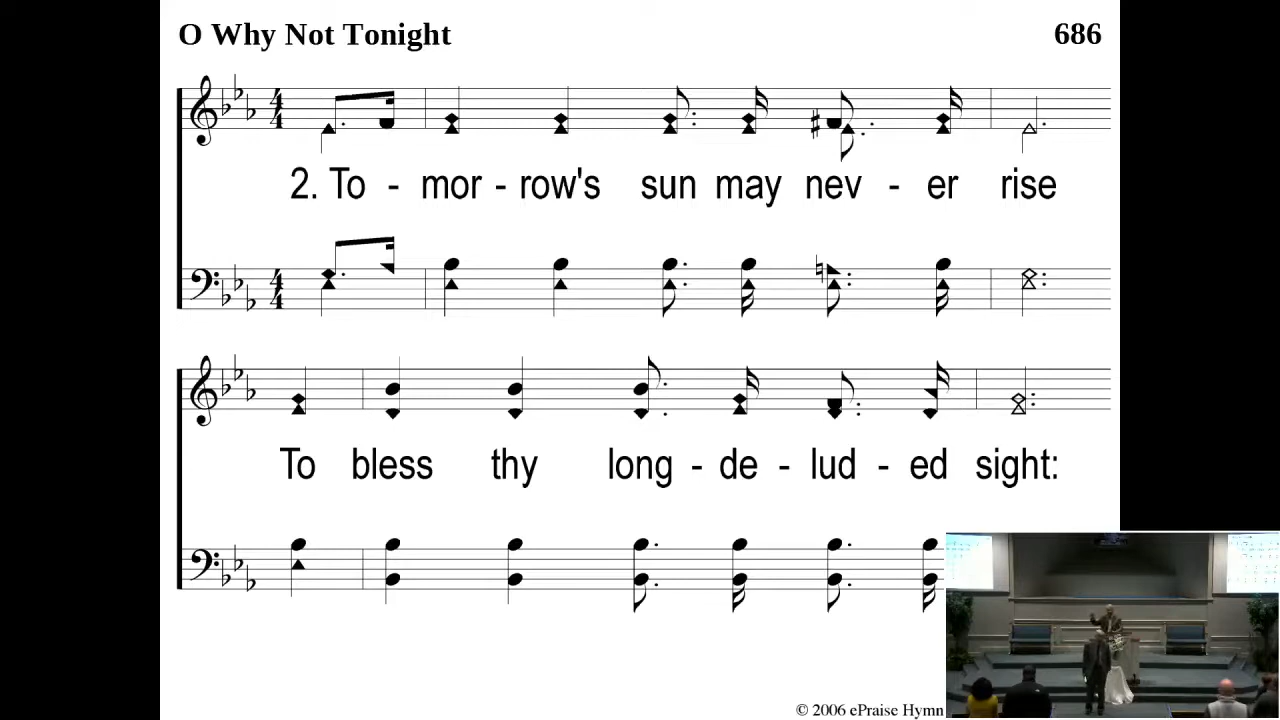 O Why Not Tonight 686
2. To - mor - row's sun may nev - er rise
To bless thy long - de - lud - ed sight:
© 2006 ePraise Hymn